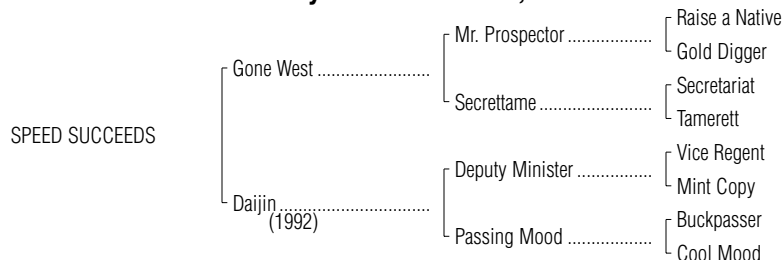 Raise a Native
Mr. Prospector ..................
Gold Digger
Gone West ........................
Secretariat
Secrettame ........................
Tamerett
SPEED SUCCEEDS
Vice Regent
Deputy Minister ................
Mint Copy
Daijin ................................
(1992)
Buckpasser
Passing Mood ..................
Cool Mood